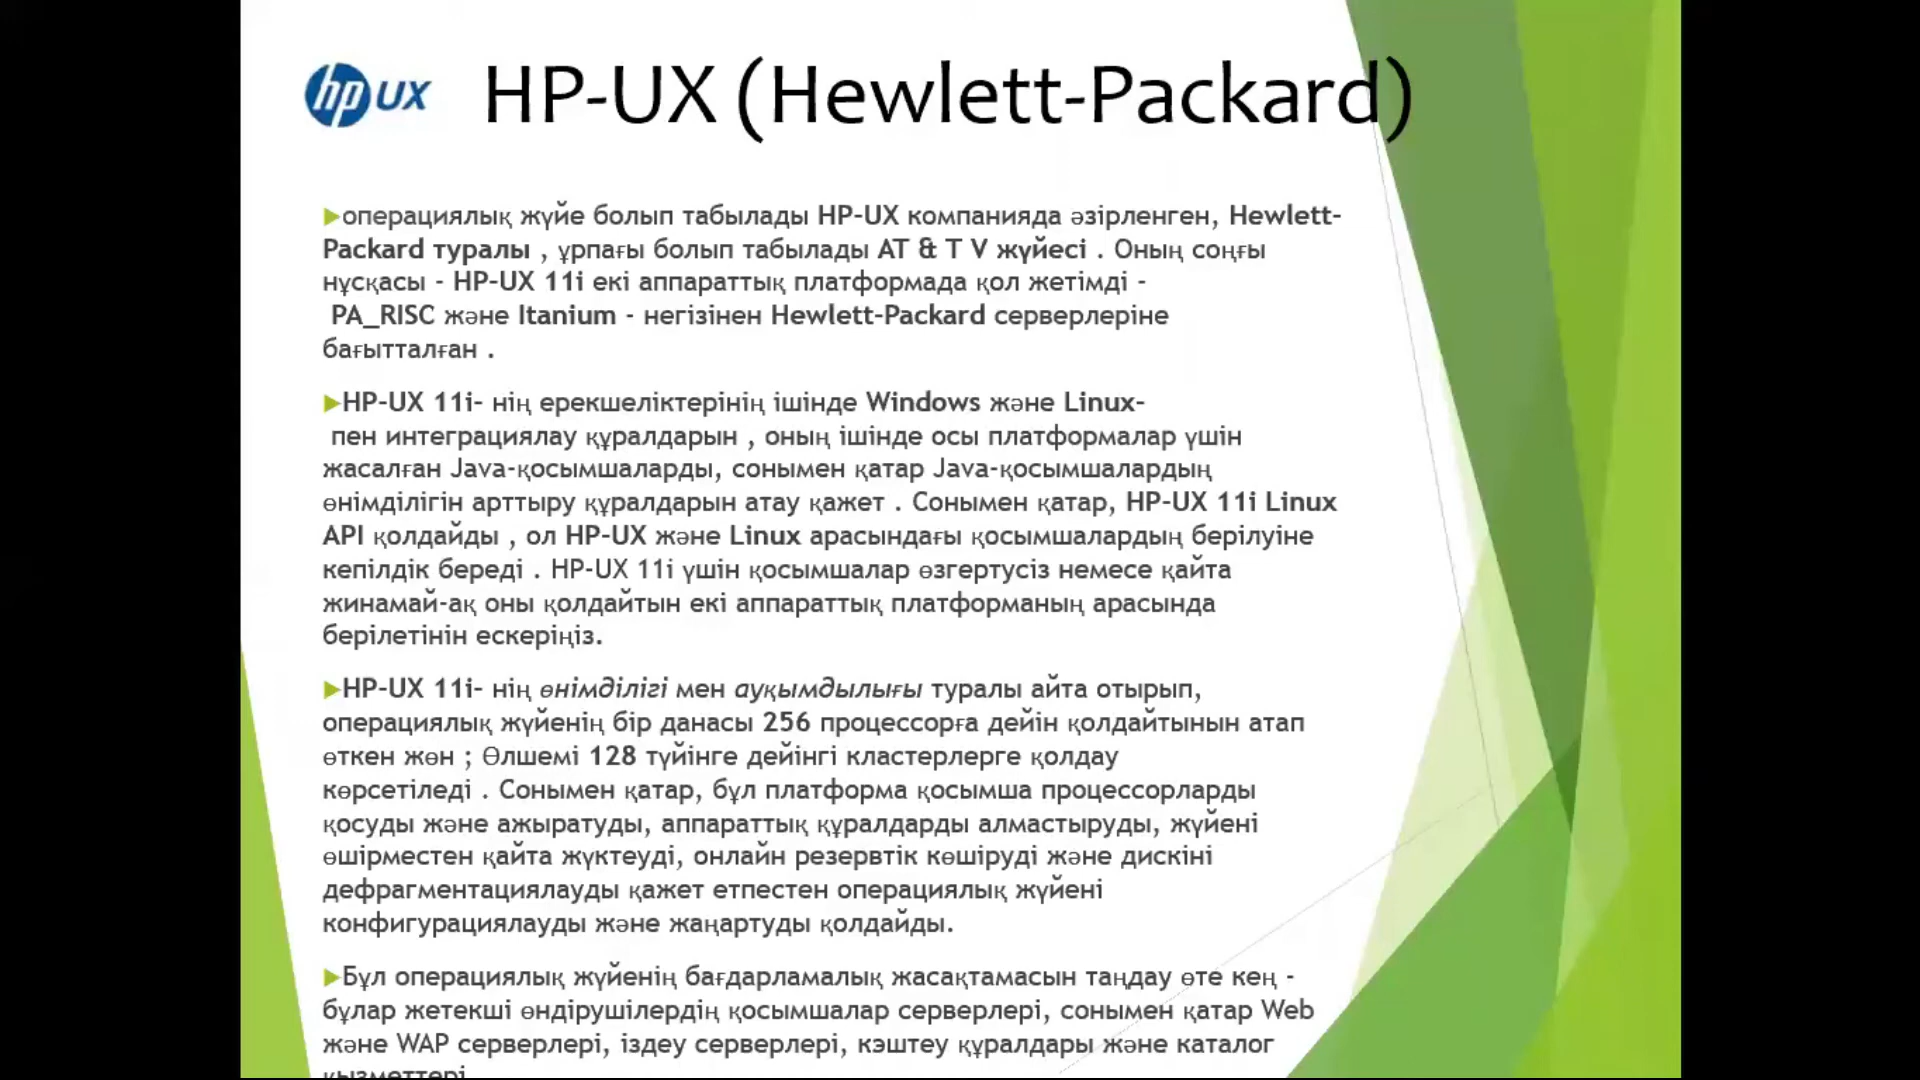 hp UX HP-UX (Hewlett-Packard)
операциялық жүйе болып табылады HP-UX компанияда әзірленген, Hewlett-
Packard туралы , ұрпағы болып табылады AT & T V жүйесі . Оның соңғы
нұсқасы - HP-UX 11i екі аппараттық платформада қол жетімді -
PA_RISC және Itanium - негізінен Hewlett-Packard серверлеріне
бағытталған .
HP-UX 11i- нің ерекшеліктерінің ішінде Windows және Linux-
пен интеграциялау құралдарын , оның ішінде осы платформалар үшін
жасалған Java-қосымшаларды, сонымен қатар Java-қосымшалардың
өнімділігін арттыру құралдарын атау қажет . Сонымен қатар, HP-UX 11i Linux
API қолдайды , ол HP-UX және Linux арасындағы қосымшалардың берілуіне
кепілдік береді . HP-UX 11i үшін қосымшалар өзгертусіз немесе қайта
жинамай-ақ оны қолдайтын екі аппараттық платформаның арасында
берілетінін ескеріңіз.
HP-UX 11i- нің өнімділігі мен ауқымдылығы туралы айта отырып,
операциялық жүйенің бір данасы 256 процессорға дейін қолдайтынын атап
өткен жөн ; Өлшемі 128 түйінге дейінгі кластерлерге қолдау
көрсетіледі . Сонымен қатар, бұл платформа қосымша процессорларды
қосуды және ажыратуды, аппараттық құралдарды алмастыруды, жүйені
өшірместен қайта жүктеуді, онлайн резервтік көшіруді және дискіні
дефрагментациялауды қажет етпестен операциялық жүйені
конфигурациялауды және жаңартуды қолдайды.
Бұл операциялық жүйенің бағдарламалық жасақтамасын таңдау өте кең -
бұлар жетекші өндірушілердің қосымшалар серверлері, сонымен қатар Web
және WAP серверлері, іздеу серверлері, кэштеу құралдары және каталог
қызметтері